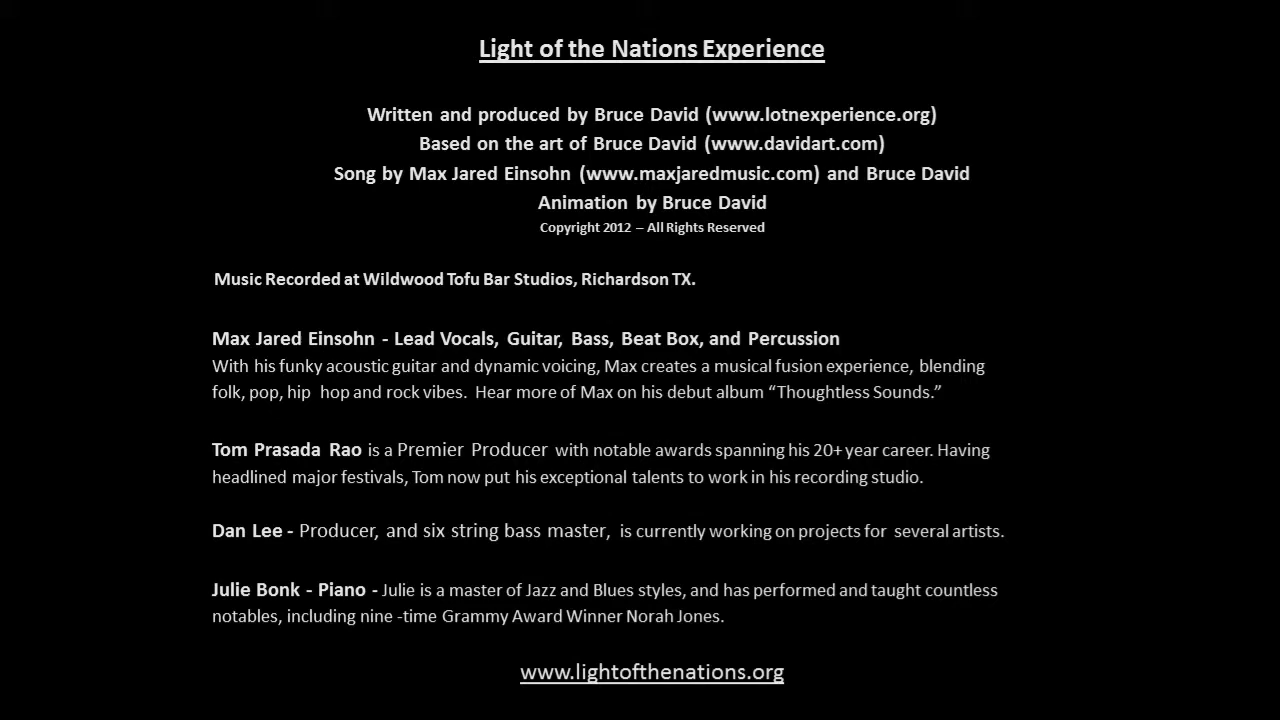 Light of the Nations Experience
Written and produced by Bruce David (www.lotnexperience.org)
Based on the art of Bruce David (www.davidart.com)
Song by Max Jared Einsohn (www.maxjaredmusic.com) and Bruce David
Animation by Bruce David
Copyright 2012 – All Rights Reserved
Music Recorded at Wildwood Tofu Bar Studios, Richardson TX.
Max Jared Einsohn - Lead Vocals, Guitar, Bass, Beat Box, and Percussion
With his funky acoustic guitar and dynamic voicing, Max creates a musical fusion experience, blending
folk, pop, hip hop and rock vibes. Hear more of Max on his debut album “Thoughtless Sounds.”
Tom Prasada Rao is a Premier Producer with notable awards spanning his 20+ year career. Having
headlined major festivals, Tom now put his exceptional talents to work in his recording studio.
Dan Lee - Producer, and six string bass master, is currently working on projects for several artists.
Julie Bonk - Piano - Julie is a master of Jazz and Blues styles, and has performed and taught countless
notables, including nine -time Grammy Award Winner Norah Jones.
www.lightofthenations.org